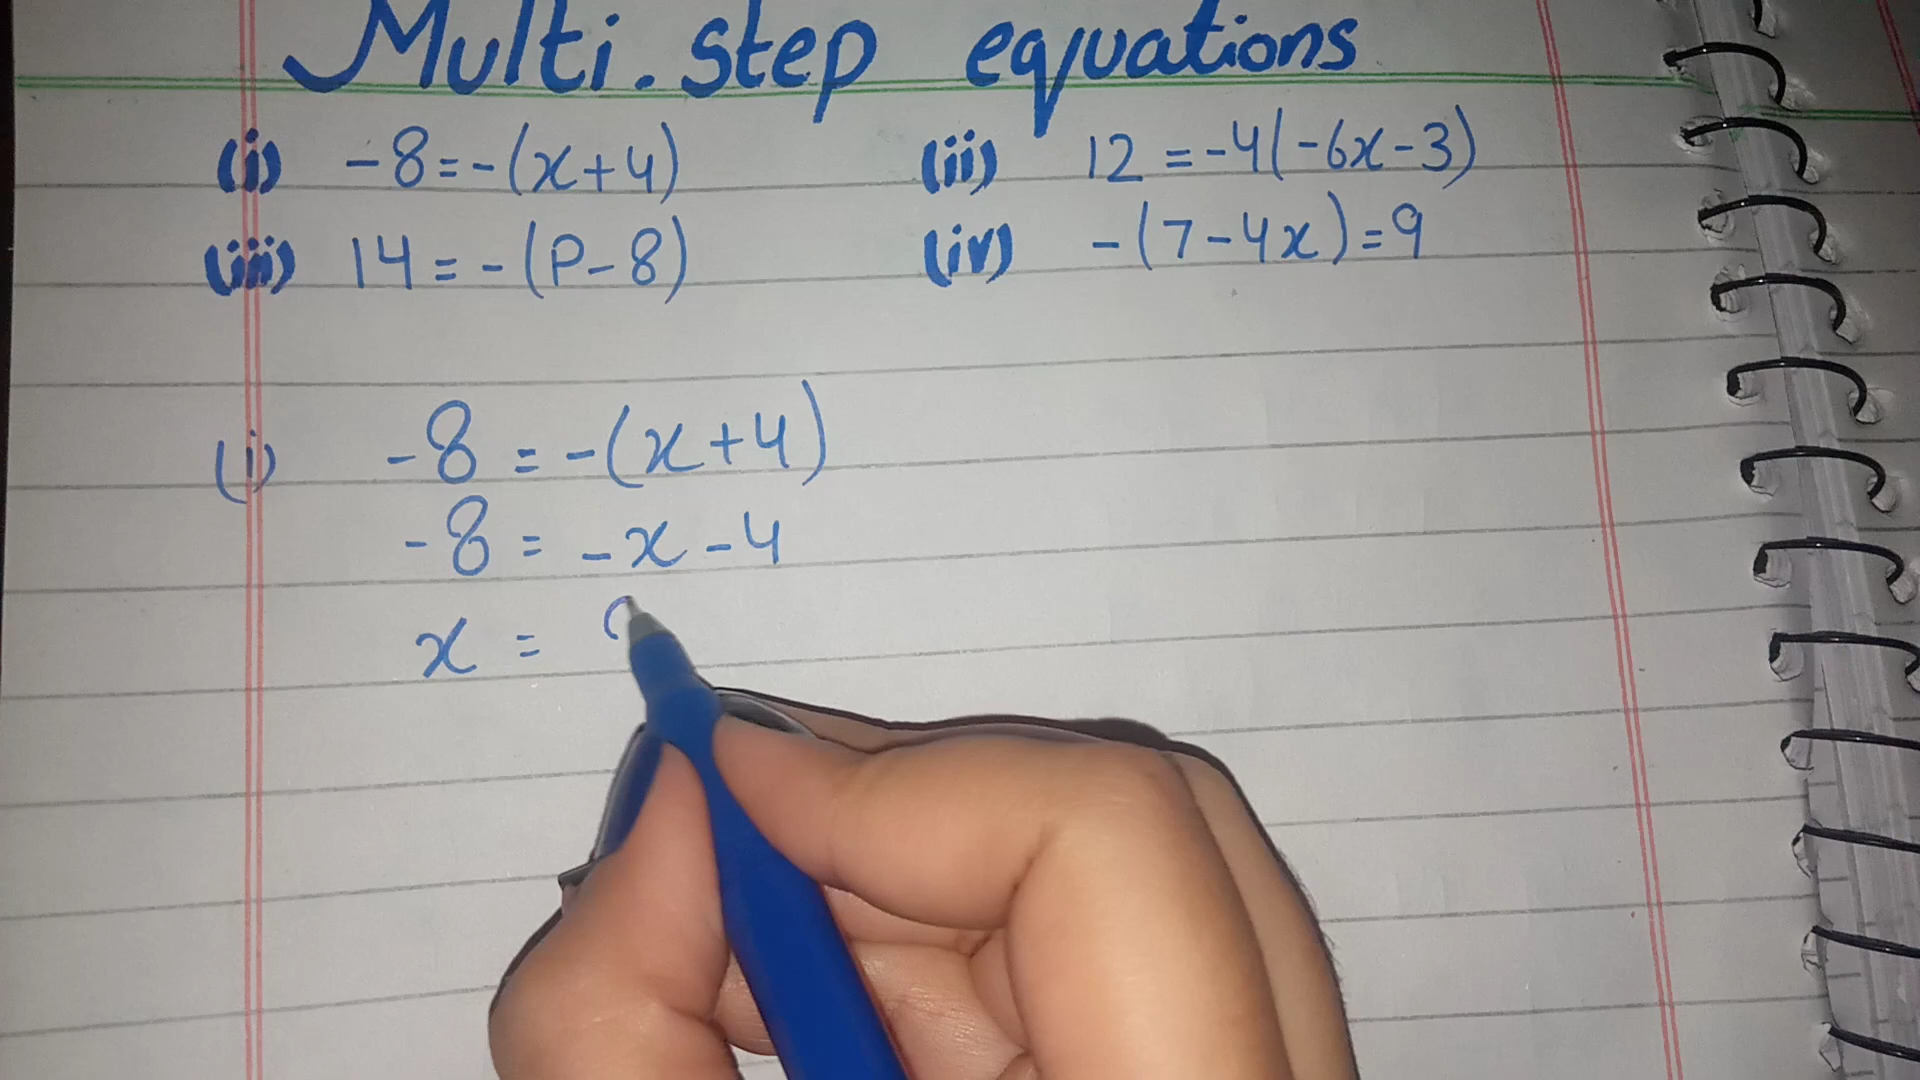 Multi-step equations
(i) -8=-(x+4) (ii) 12=-4(-6x-3)
(iii) 14=-(P-8) (iv) -(7-4x)=9
(i) -8=-(x+4)
-8=-x-4
x=